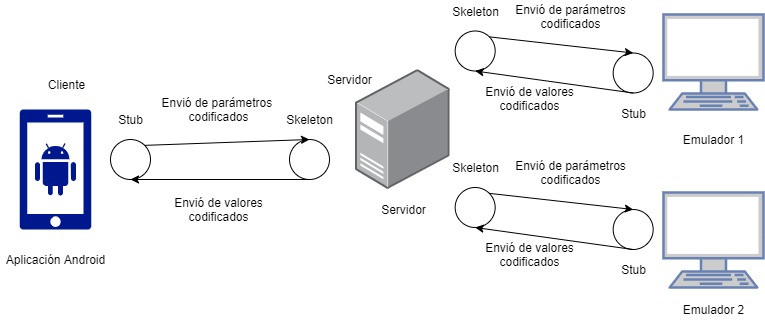 Cliente
Stub
Envió de parámetros
codificados
Skeleton
Envió de valores
codificados
Aplicación Android
Servidor
Servidor
Skeleton
Envió de parámetros
codificados
Envió de valores
codificados
Stub
Emulador 1
Skeleton
Envió de parámetros
codificados
Envió de valores
codificados
Stub
Emulador 2